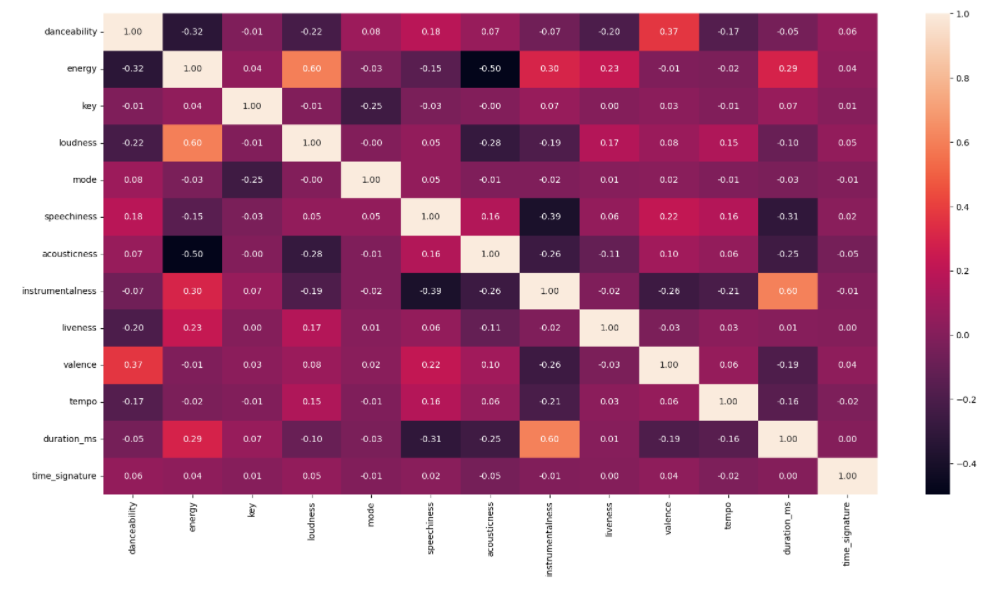 danceability 1.00 -0.32 -0.01 -0.22 0.08 0.18 0.07 -0.07 -0.20 0.37 -0.17 -0.05 0.06
energy -0.32 1.00 0.04 0.60 -0.03 -0.15 -0.50 0.30 0.23 -0.01 -0.02 0.29 0.04
key -0.01 0.04 1.00 -0.01 -0.25 -0.03 -0.00 0.07 0.00 0.03 -0.01 0.07 0.01
loudness -0.22 0.60 -0.01 1.00 -0.00 0.05 -0.28 -0.19 0.17 0.08 0.15 -0.10 0.05
mode 0.08 -0.03 -0.25 -0.00 1.00 0.05 -0.01 -0.02 0.01 0.02 -0.01 -0.03 -0.01
speechiness 0.18 -0.15 -0.03 0.05 0.05 1.00 0.16 -0.39 0.06 0.22 0.16 -0.31 0.02
acousticness 0.07 -0.50 -0.00 -0.28 -0.01 0.16 1.00 -0.26 -0.11 0.10 0.06 -0.25 -0.05
instrumentalness -0.07 0.30 0.07 -0.19 -0.02 -0.39 -0.26 1.00 -0.02 -0.26 -0.21 0.60 -0.01
liveness -0.20 0.23 0.00 0.17 0.01 0.06 -0.11 -0.02 1.00 -0.03 0.03 0.01 0.00
valence 0.37 -0.01 0.03 0.08 0.02 0.22 0.10 -0.26 -0.03 1.00 0.06 -0.19 0.04
tempo -0.17 -0.02 -0.01 0.15 -0.01 0.16 0.06 -0.21 0.03 0.06 1.00 -0.16 -0.02
duration_ms -0.05 0.29 0.07 -0.10 -0.03 -0.31 -0.25 0.60 0.01 -0.19 -0.16 1.00 0.00
time_signature 0.06 0.04 0.01 0.05 -0.01 0.02 -0.05 -0.01 0.00 0.04 -0.02 0.00 1.00
danceability
energy
key
loudness
mode
speechiness
acousticness
instrumentalness
liveness
valence
tempo
duration_ms
time_signature
1.0
0.8
0.6
0.4
0.2
0.0
−0.2
−0.4